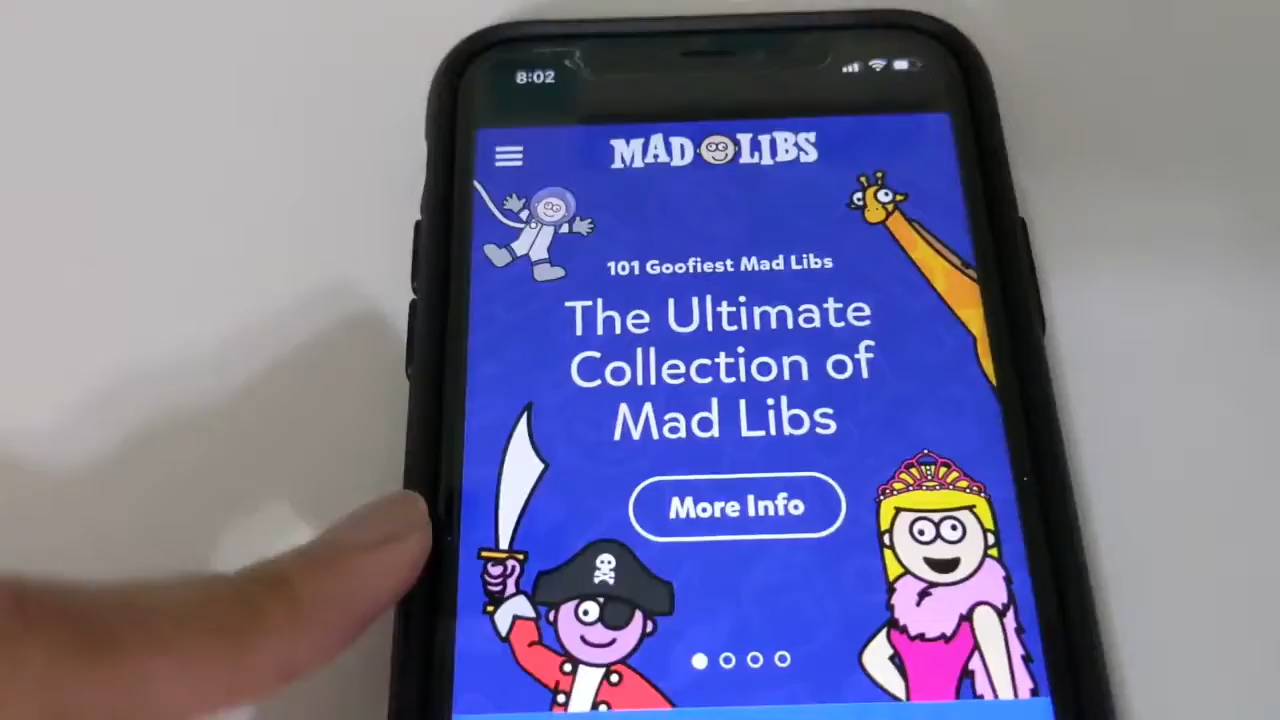 8:02
MAD LIBS
101 Goofiest Mad Libs
The Ultimate
Collection of
Mad Libs
More Info